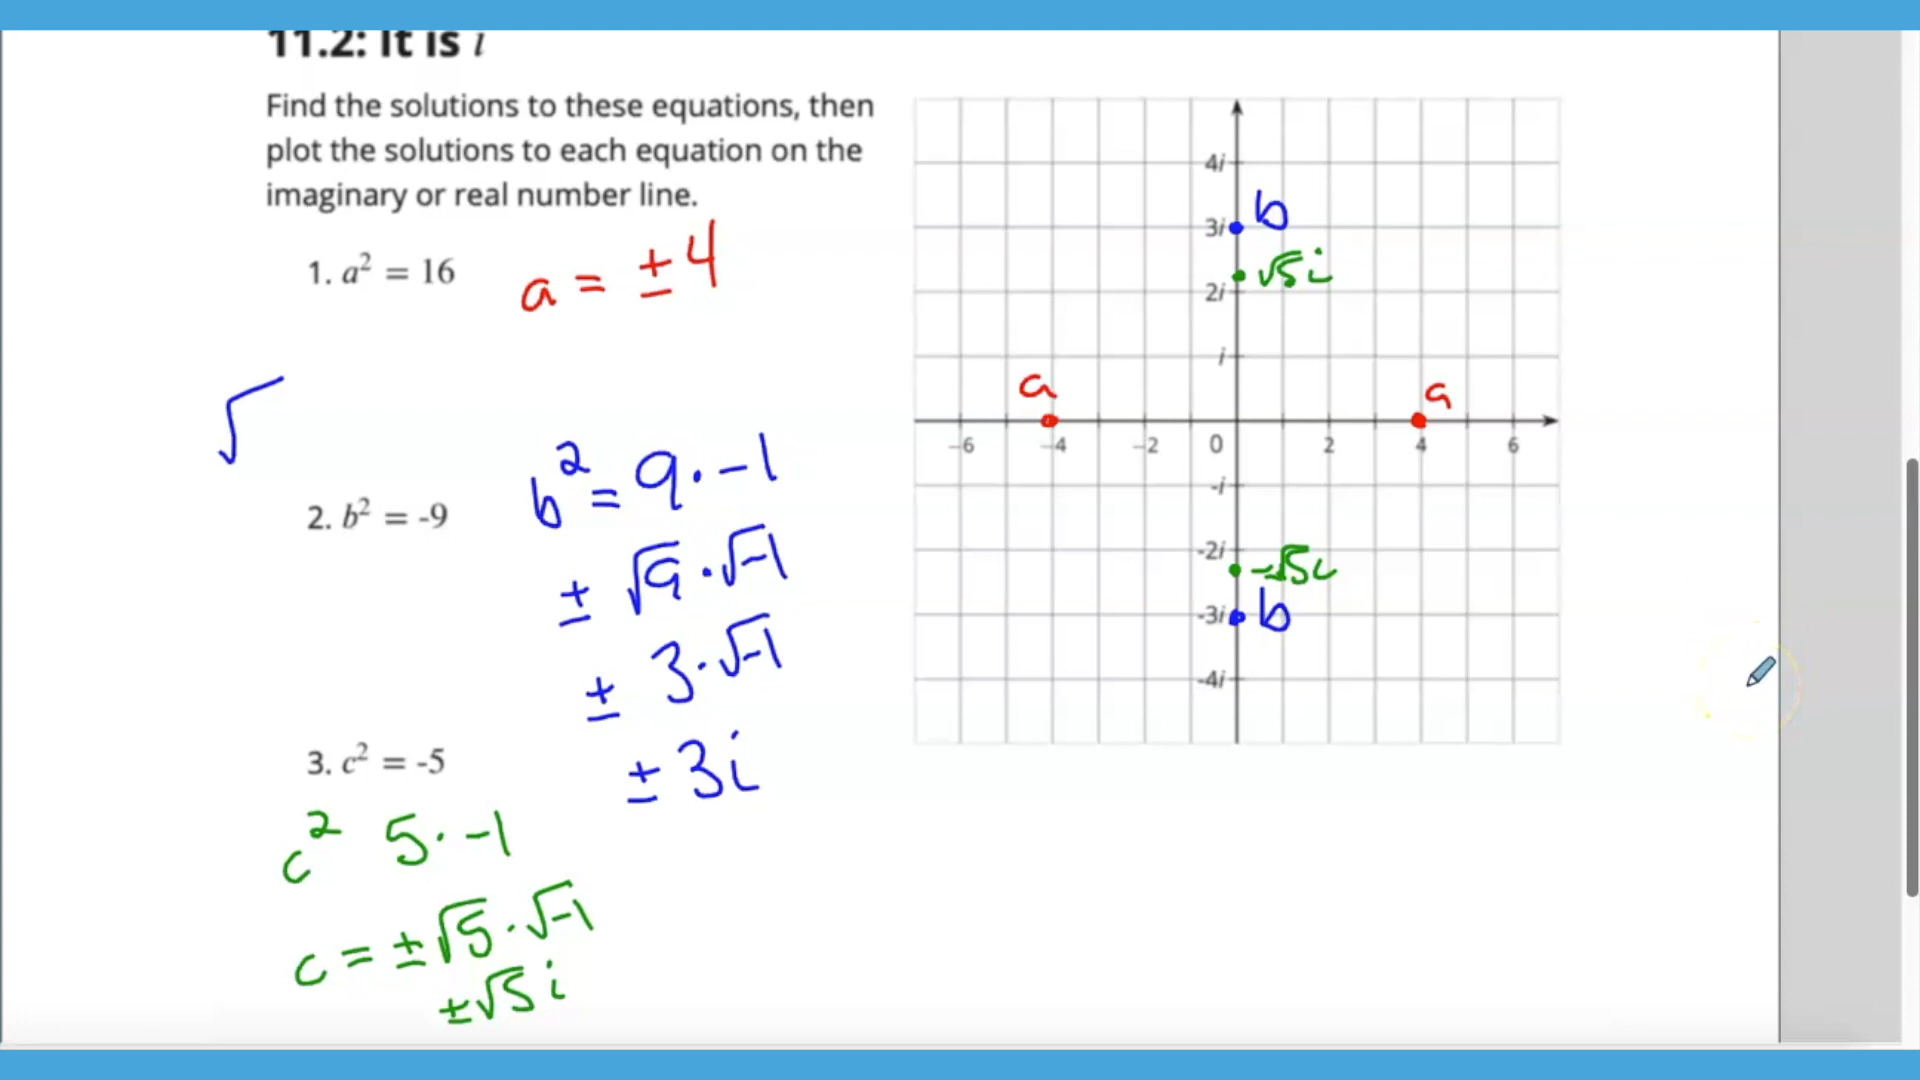 11.2: It is i
Find the solutions to these equations, then
plot the solutions to each equation on the
imaginary or real number line.
1. a² = 16
a = ±4
√
2. b² = -9
b² = 9 · -1
± √9 · √-1
± 3 · √-1
± 3i
3. c² = -5
c² 5 · -1
c = ±√5 · √-1
±√5 i
4i
3i b
√5 i
2i
i
a a
-6 -4 -2 0 2 4 6
-i
-2i
-√5 i
-3i b
-4i